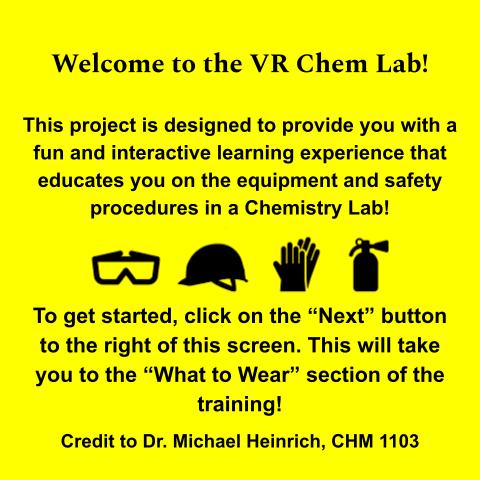 Welcome to the VR Chem Lab!
This project is designed to provide you with a
fun and interactive learning experience that
educates you on the equipment and safety
procedures in a Chemistry Lab!
To get started, click on the “Next” button
to the right of this screen. This will take
you to the “What to Wear” section of the
training!
Credit to Dr. Michael Heinrich, CHM 1103